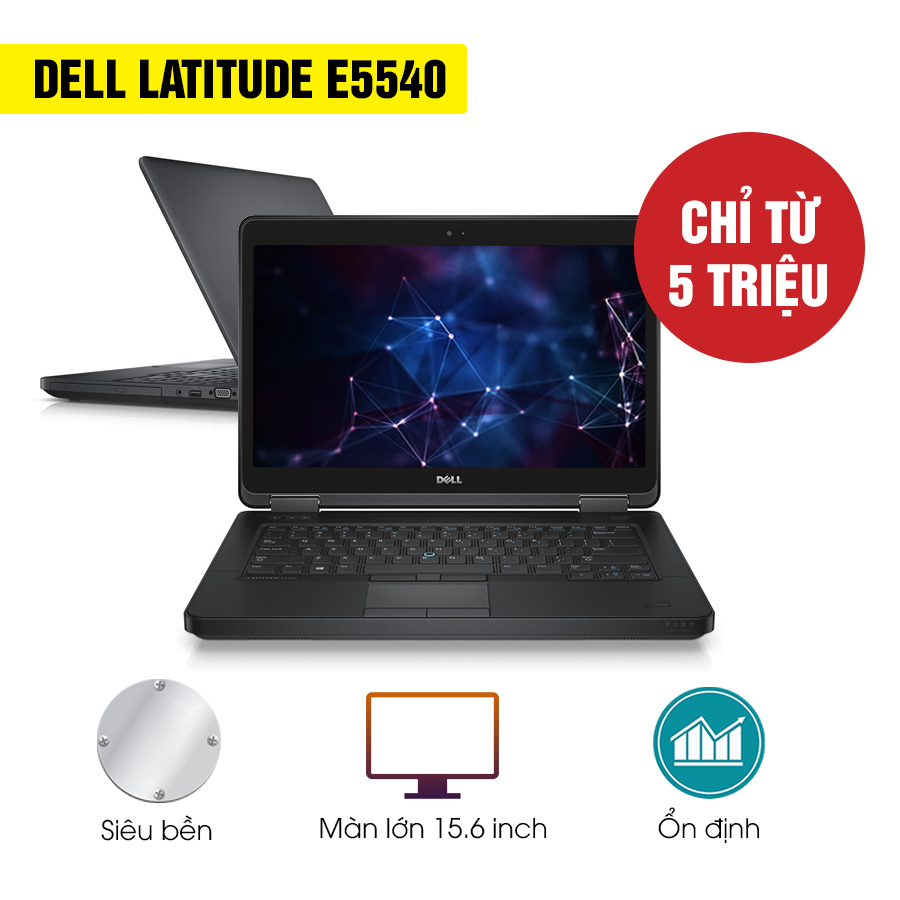 DELL LATITUDE E5540
CHỈ TỪ
5 TRIỆU
DELL
Siêu bền
Màn lớn 15.6 inch
Ổn định